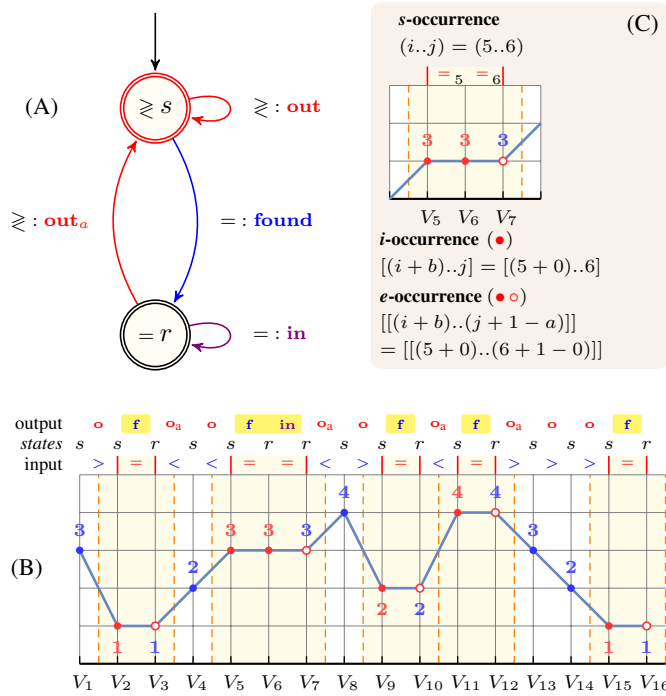 (A)
≷ s
≷ : out
≷ : out_a
= : found
= r
= : in
(C)
s-occurrence
(i..j) = (5..6)
= 5 = 6
3 3 3
V5 V6 V7
i-occurrence (●)
[(i + b)..j] = [(5 + 0)..6]
e-occurrence (● ○)
[[(i + b)..(j + 1 − a)]]
= [[(5 + 0)..(6 + 1 − 0)]]
output o f o_a o f in o_a o f o_a f o_a o o f
states s s r s s r r s s r s r s s s r
input > = < < = = < > = < = > > > =
(B)
3 1 1 2 3 3 3 4 2 2 4 4 3 2 1 1
V1 V2 V3 V4 V5 V6 V7 V8 V9 V10 V11 V12 V13 V14 V15 V16